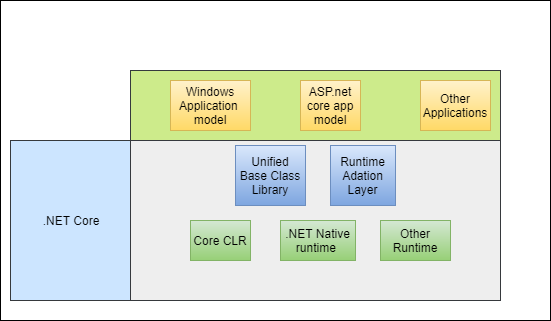 Windows
Application
model
ASP.net
core app
model
Other
Applications
Unified
Base Class
Library
Runtime
Adation
Layer
.NET Core
Core CLR
.NET Native
runtime
Other
Runtime